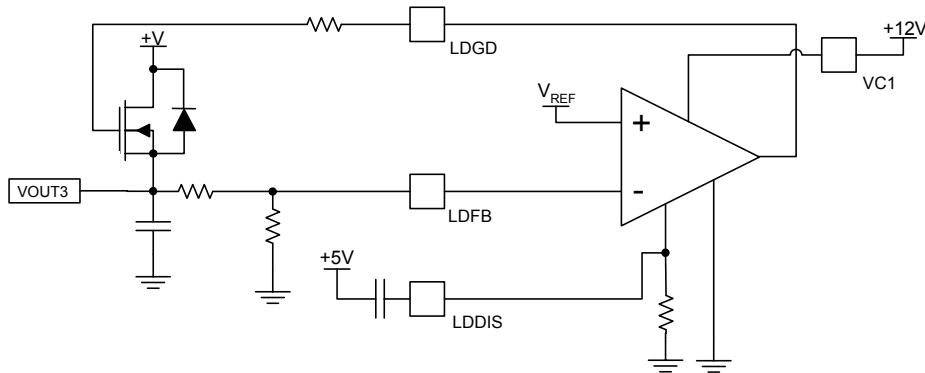 LDGD
+12V
+V
VC1
VREF
+
-
VOUT3
LDFB
+5V
LDDIS